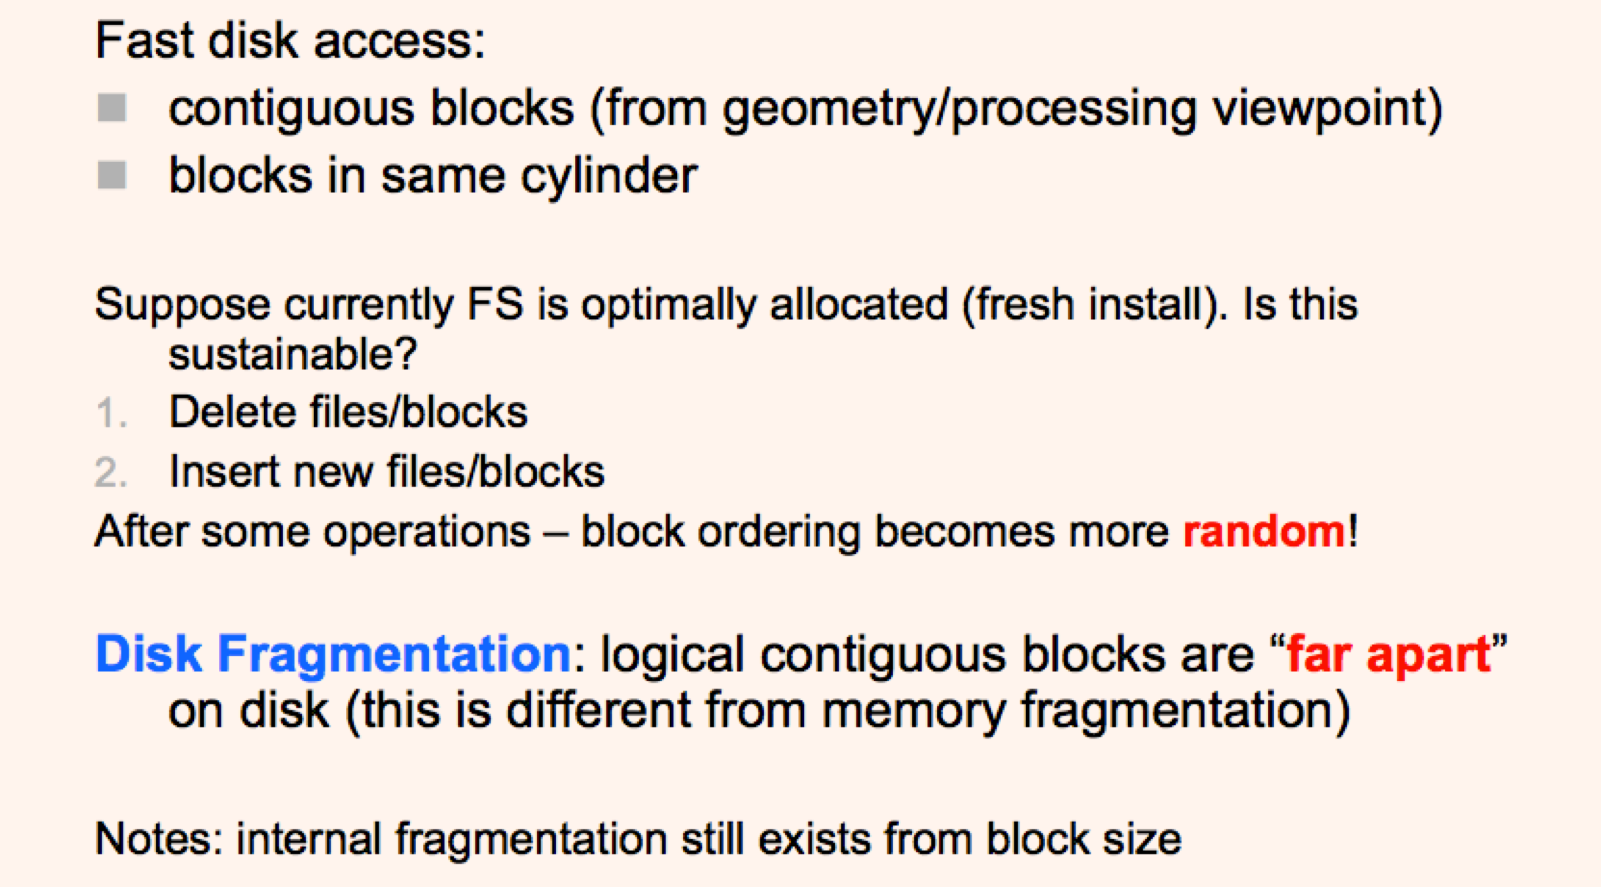 Fast disk access:
contiguous blocks (from geometry/processing viewpoint)
blocks in same cylinder
Suppose currently FS is optimally allocated (fresh install). Is this
sustainable?
1. Delete files/blocks
2. Insert new files/blocks
After some operations – block ordering becomes more random!
Disk Fragmentation: logical contiguous blocks are “far apart”
on disk (this is different from memory fragmentation)
Notes: internal fragmentation still exists from block size